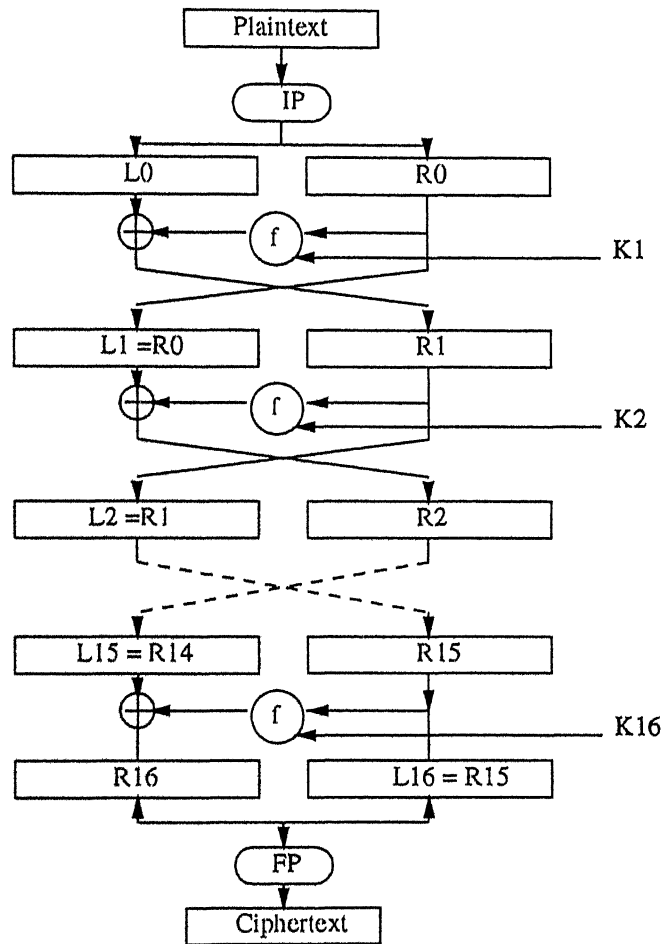 Plaintext
IP
L0
R0
f
K1
L1 =R0
R1
f
K2
L2 =R1
R2
L15 = R14
R15
f
K16
R16
L16 = R15
FP
Ciphertext